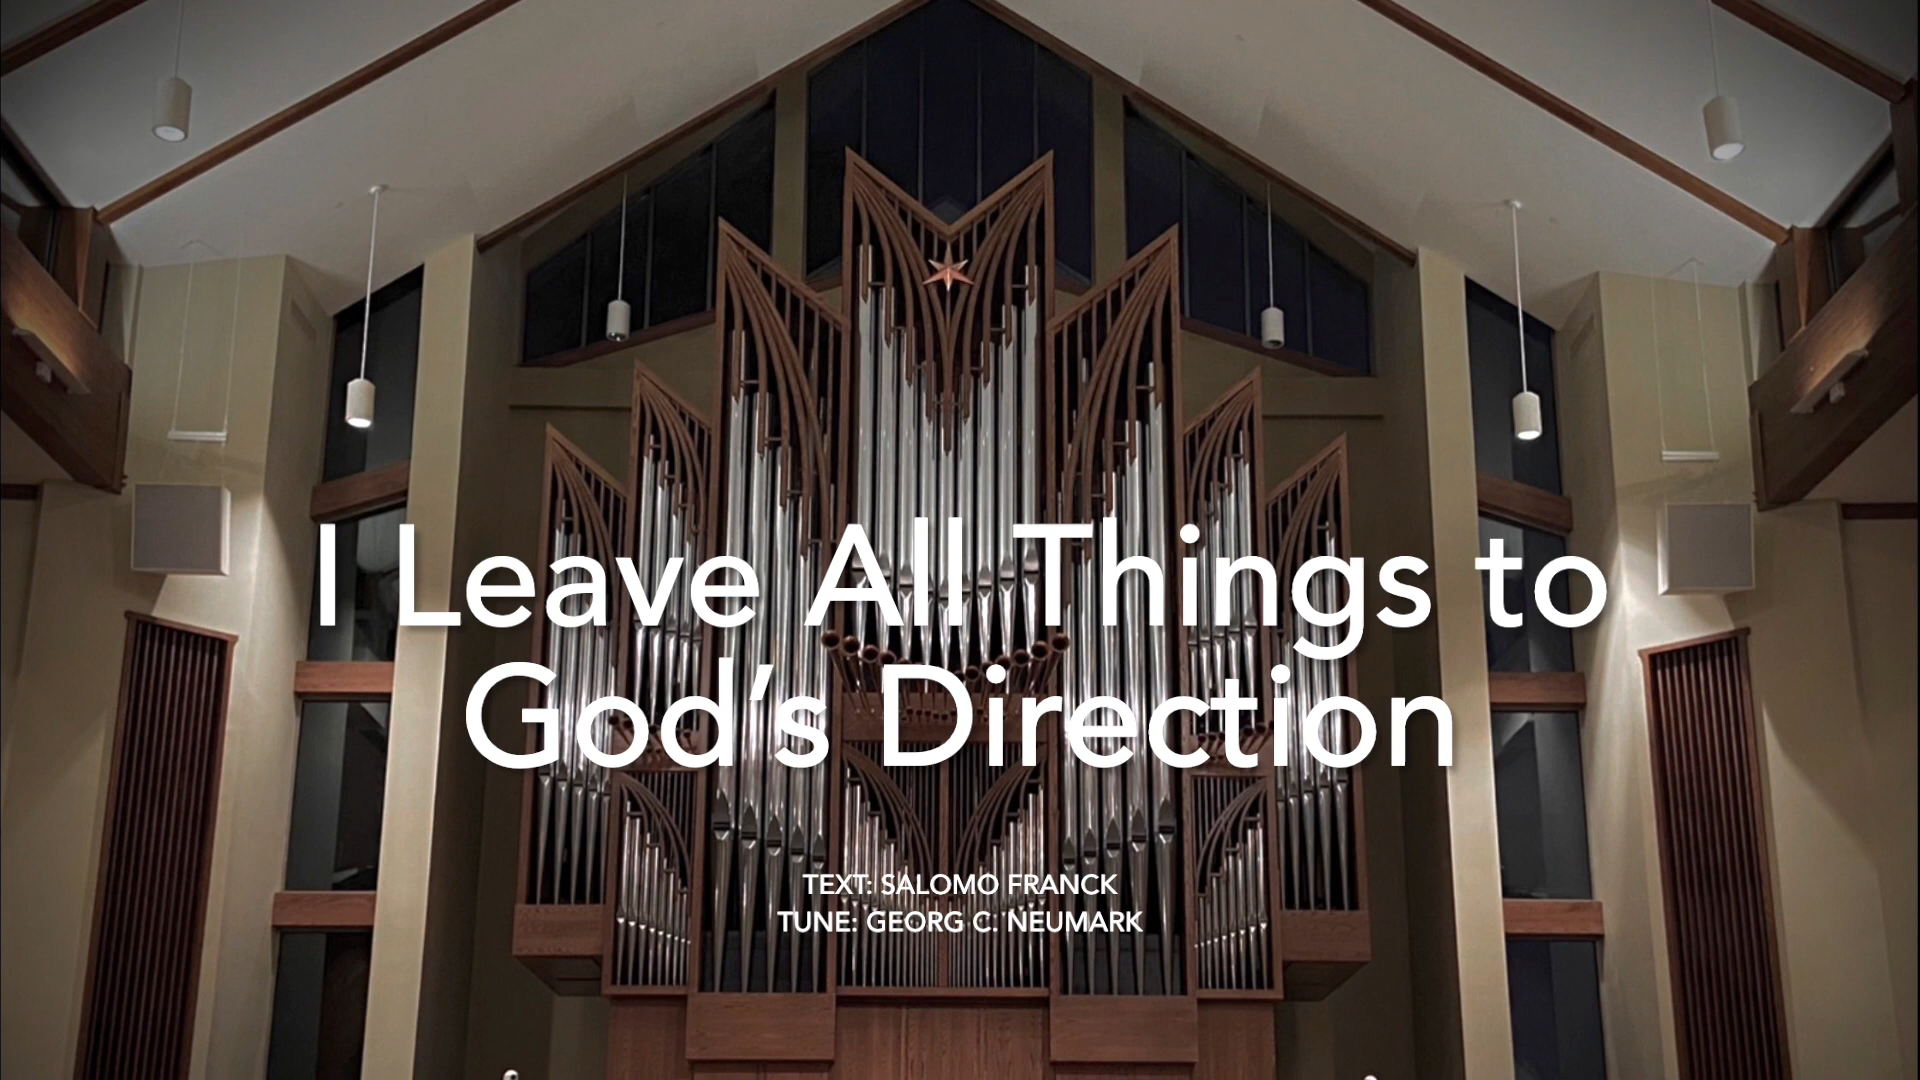 I Leave All Things to
God’s Direction
TEXT: SALOMO FRANCK
TUNE: GEORG C. NEUMARK